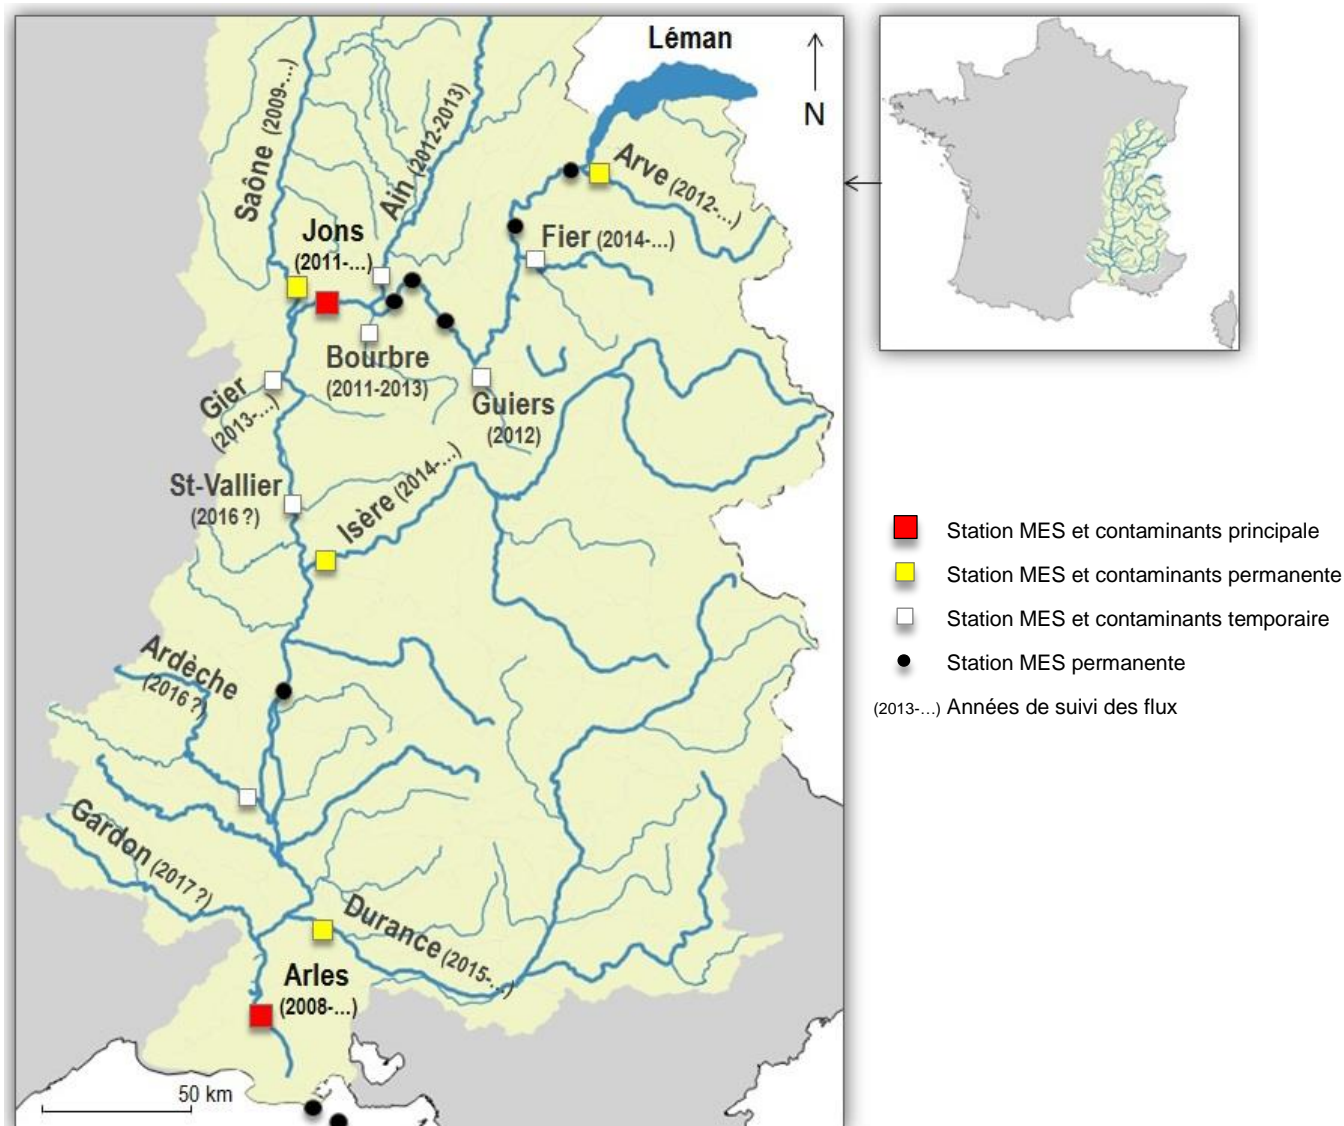 Léman
N
Saône (2009-...)
Ain (2012-2013)
Arve (2012-...)
Jons
(2011-...)
Fier (2014-...)
Bourbre
(2011-2013)
Guiers
(2012)
Gier
(2013-...)
St-Vallier
(2016 ?)
Isère (2014-...)
Ardèche
(2016 ?)
Gardon (2017 ?)
Durance (2015-...)
Arles
(2008-...)
50 km
Station MES et contaminants principale
Station MES et contaminants permanente
Station MES et contaminants temporaire
Station MES permanente
(2013-...) Années de suivi des flux